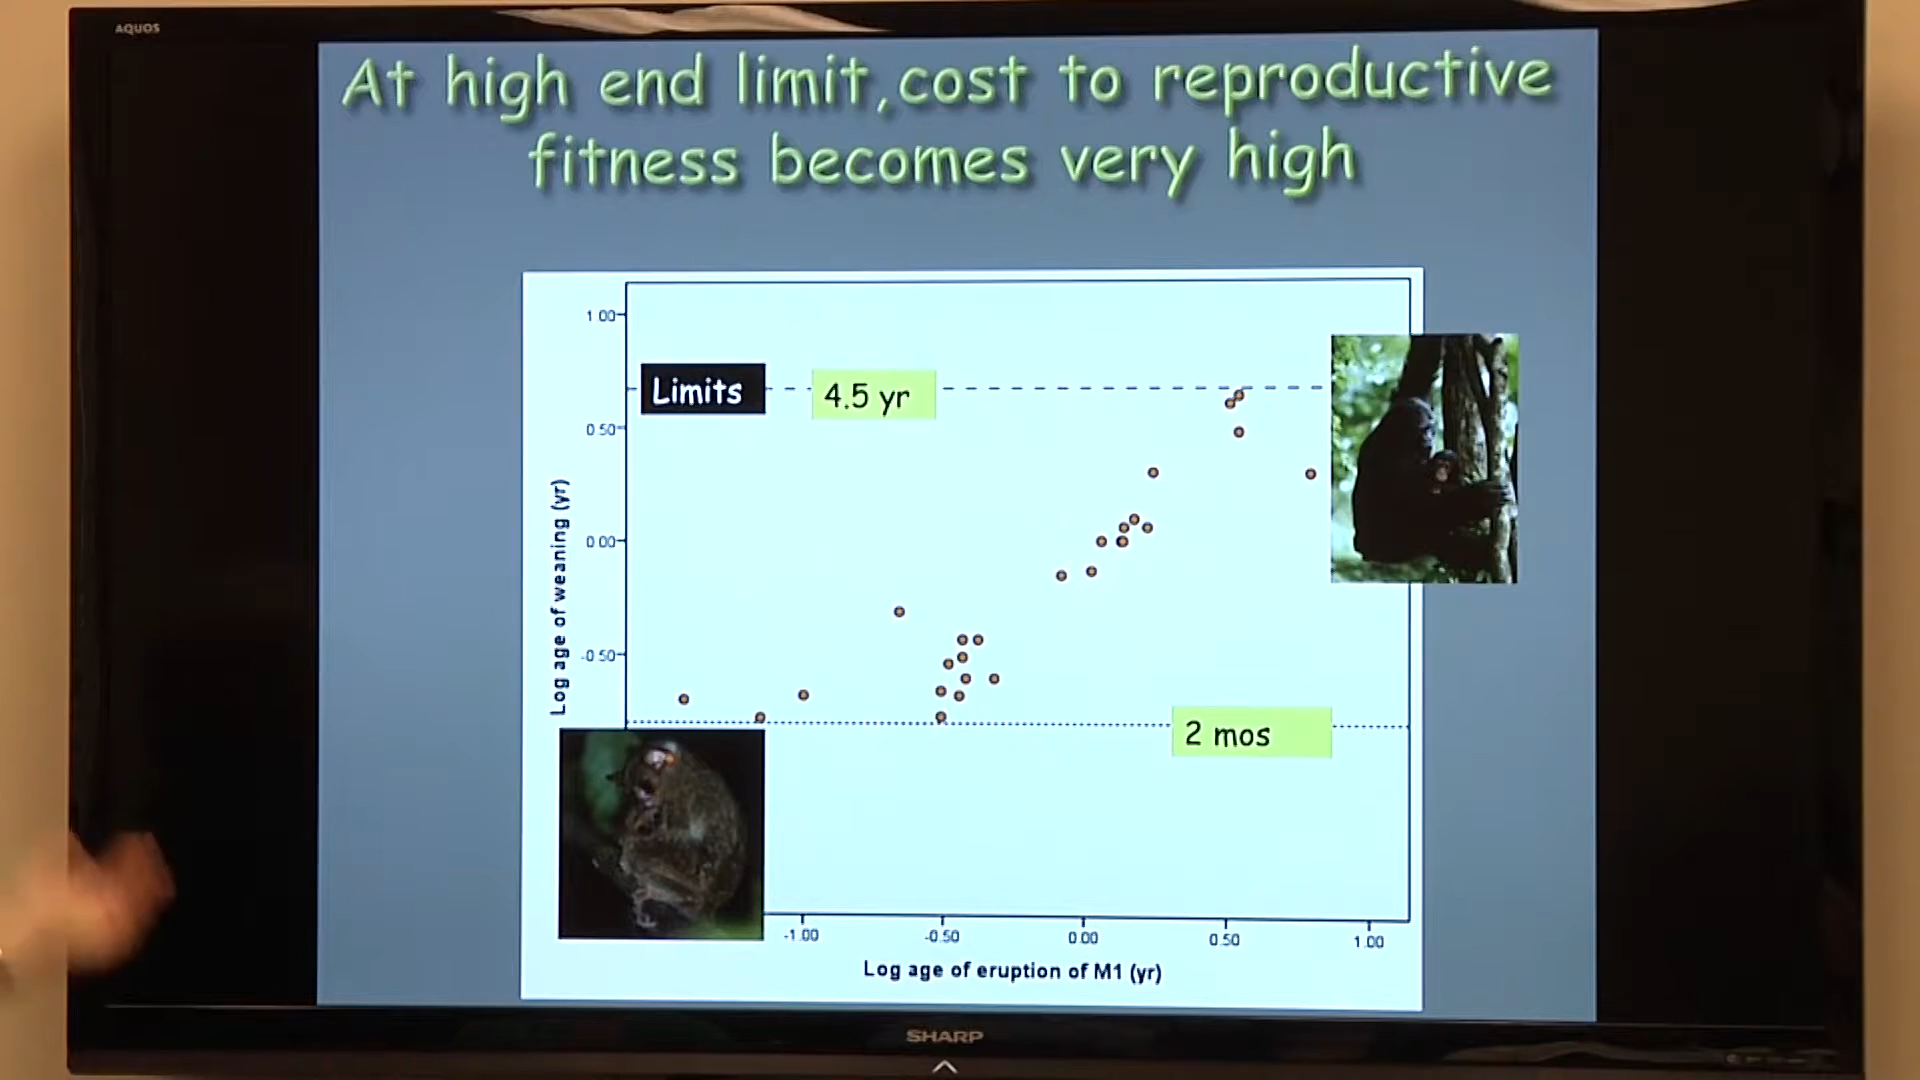 AQUOS
At high end limit, cost to reproductive
fitness becomes very high
1.00
Limits
4.5 yr
0.50
0.00
-0.50
Log age of weaning (yr)
2 mos
-1.00
-0.50
0.00
0.50
1.00
Log age of eruption of M1 (yr)
SHARP